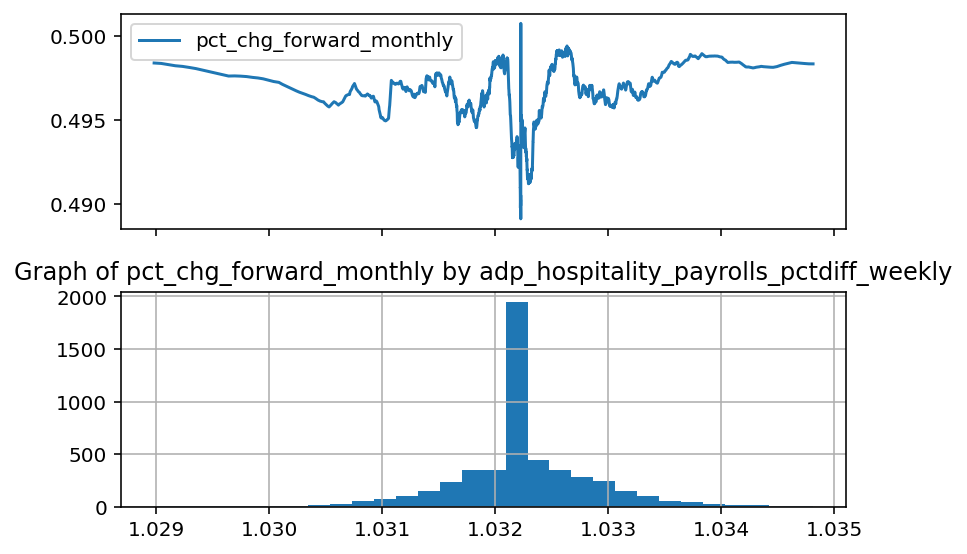 pct_chg_forward_monthly
0.500
0.495
0.490
Graph of pct_chg_forward_monthly by adp_hospitality_payrolls_pctdiff_weekly
2000
1500
1000
500
0
1.029 1.030 1.031 1.032 1.033 1.034 1.035